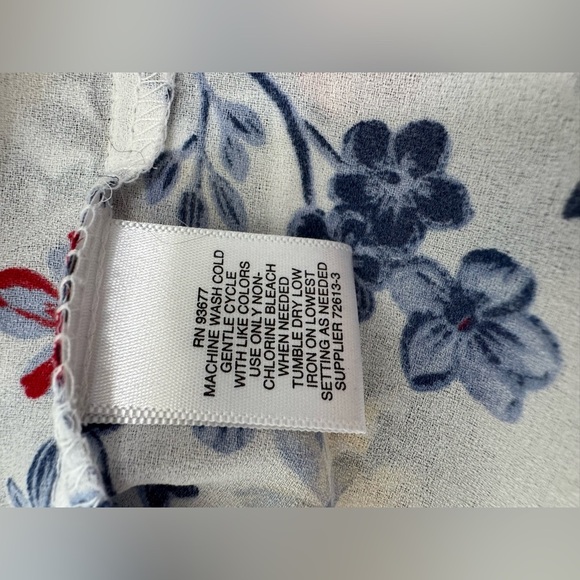 RN 93677
MACHINE WASH COLD
GENTLE CYCLE
WITH LIKE COLORS
USE ONLY NON-
CHLORINE BLEACH
WHEN NEEDED
TUMBLE DRY LOW
IRON ON LOWEST
SETTING AS NEEDED
SUPPLIER 72613-3